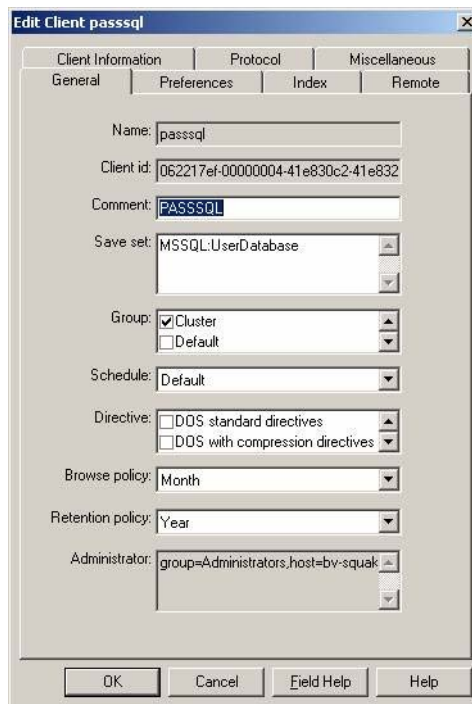 Edit Client passsql
Client Information Protocol Miscellaneous
General Preferences Index Remote
Name: passsql
Client id: 062217ef-00000004-41e830c2-41e832
Comment: PASSSQL
Save set: MSSQL:UserDatabase
Group: Cluster
Default
Schedule: Default
Directive: DOS standard directives
DOS with compression directives
Browse policy: Month
Retention policy: Year
Administrator: group=Administrators,host=bv-squak
OK Cancel Field Help Help